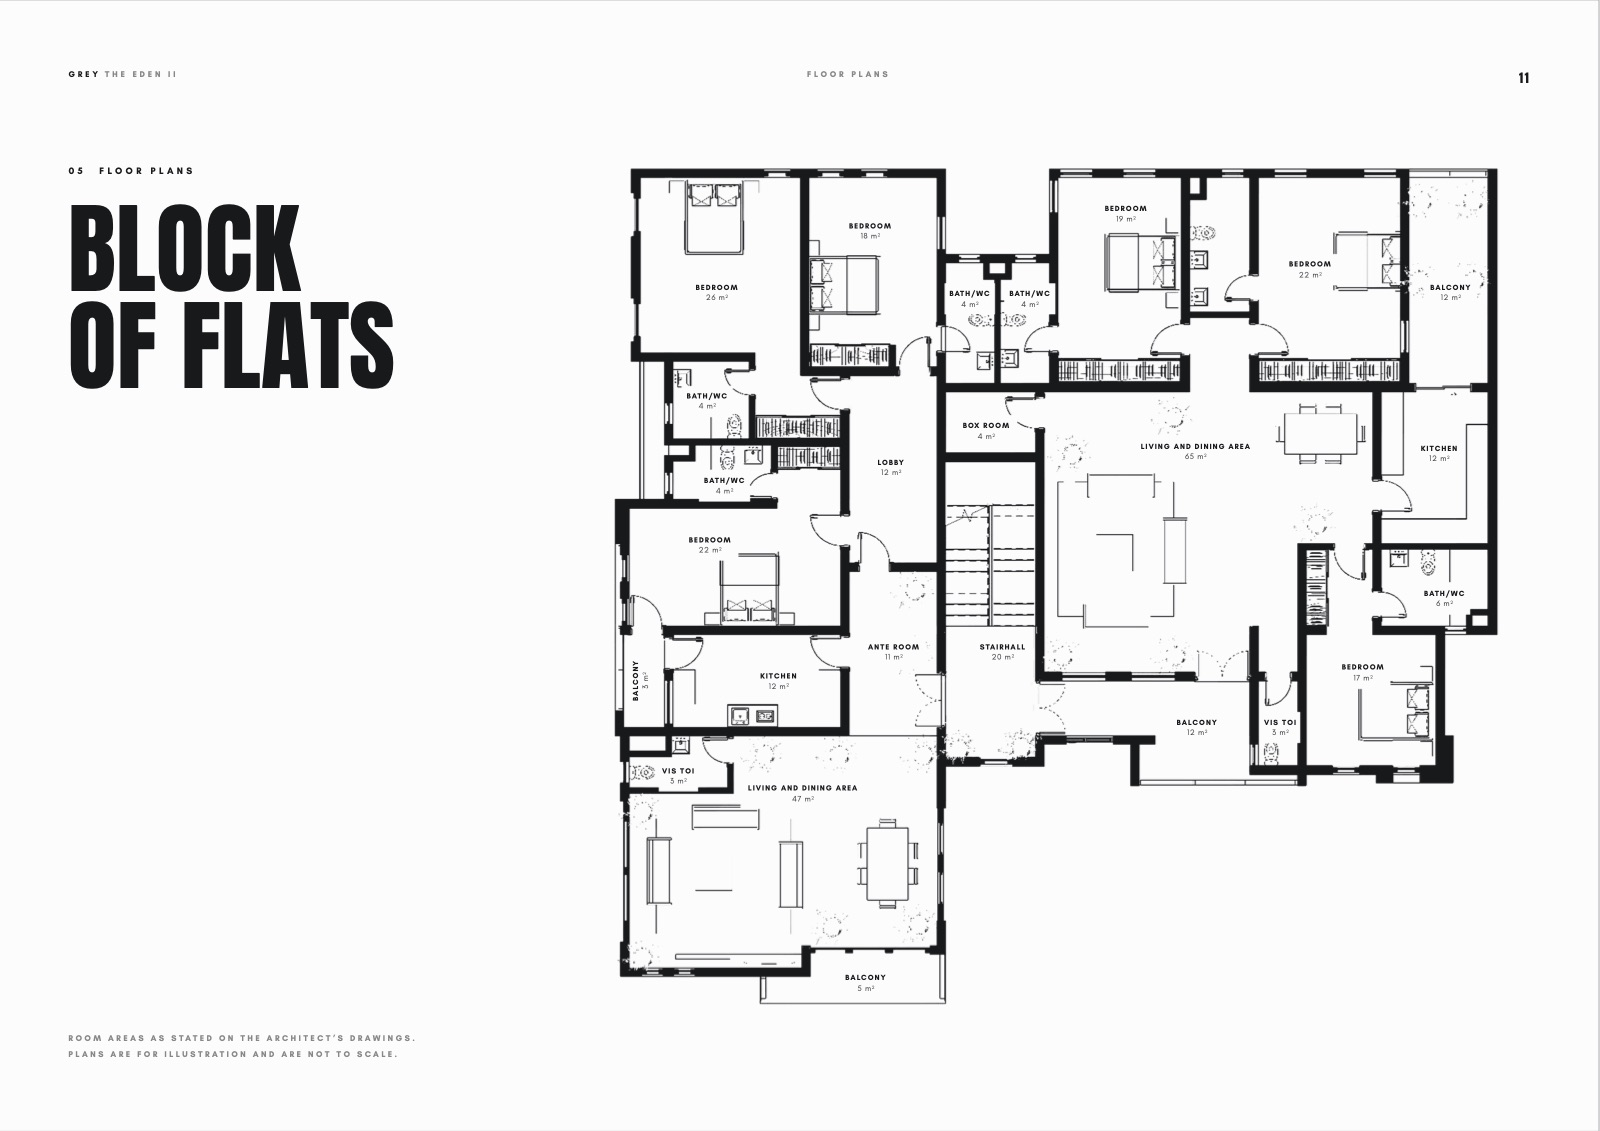 GREY THE EDEN II
FLOOR PLANS
11
05 FLOOR PLANS
BLOCK
OF FLATS
BEDROOM
26 m²
BEDROOM
18 m²
BATH/WC
4 m²
BATH/WC
4 m²
BEDROOM
19 m²
BEDROOM
22 m²
BALCONY
12 m²
BATH/WC
4 m²
BOX ROOM
4 m²
LIVING AND DINING AREA
65 m²
KITCHEN
12 m²
LOBBY
12 m²
BATH/WC
4 m²
BEDROOM
22 m²
BATH/WC
6 m²
ANTE ROOM
11 m²
STAIRHALL
20 m²
BALCONY
3 m²
KITCHEN
12 m²
BEDROOM
17 m²
BALCONY
12 m²
VIS TOI
3 m²
VIS TOI
3 m²
LIVING AND DINING AREA
47 m²
BALCONY
5 m²
ROOM AREAS AS STATED ON THE ARCHITECT'S DRAWINGS.
PLANS ARE FOR ILLUSTRATION AND ARE NOT TO SCALE.